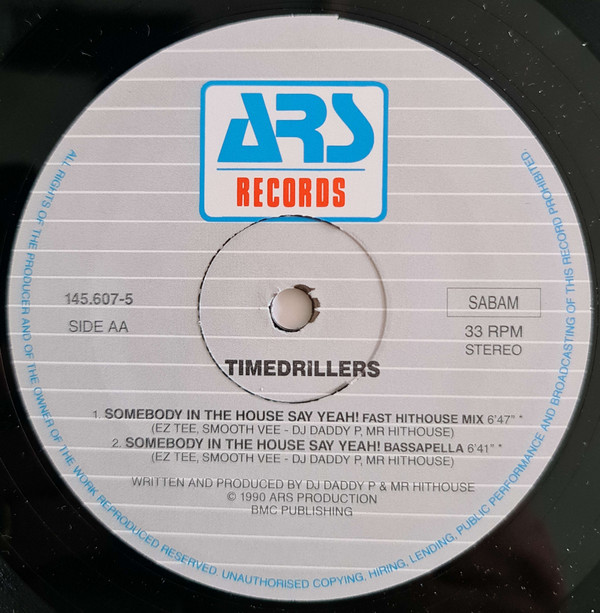 ARS
RECORDS
145.607-5
SIDE AA
SABAM
33 RPM
STEREO
TIMEDRiLLERS
1. SOMEBODY IN THE HOUSE SAY YEAH! FAST HITHOUSE MIX 6'47" *
(EZ TEE, SMOOTH VEE - DJ DADDY P, MR HITHOUSE)
2. SOMEBODY IN THE HOUSE SAY YEAH! BASSAPELLA 6'41" *
(EZ TEE, SMOOTH VEE - DJ DADDY P, MR HITHOUSE)
WRITTEN AND PRODUCED BY DJ DADDY P & MR HITHOUSE
© 1990 ARS PRODUCTION
BMC PUBLISHING
ALL RIGHTS OF THE PRODUCER AND OF THE OWNER OF THE WORK REPRODUCED RESERVED. UNAUTHORISED COPYING, HIRING, LENDING, PUBLIC PERFORMANCE AND BROADCASTING OF THIS RECORD PROHIBITED.